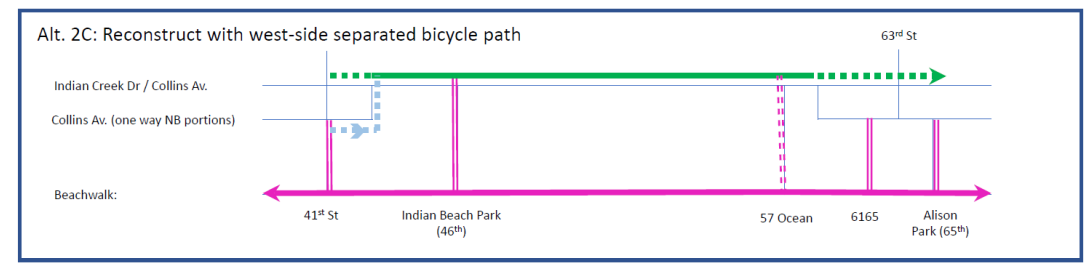 Alt. 2C: Reconstruct with west-side separated bicycle path
63rd St
Indian Creek Dr / Collins Av.
Collins Av. (one way NB portions)
Beachwalk:
41st St
Indian Beach Park
(46th)
57 Ocean
6165
Alison
Park (65th)